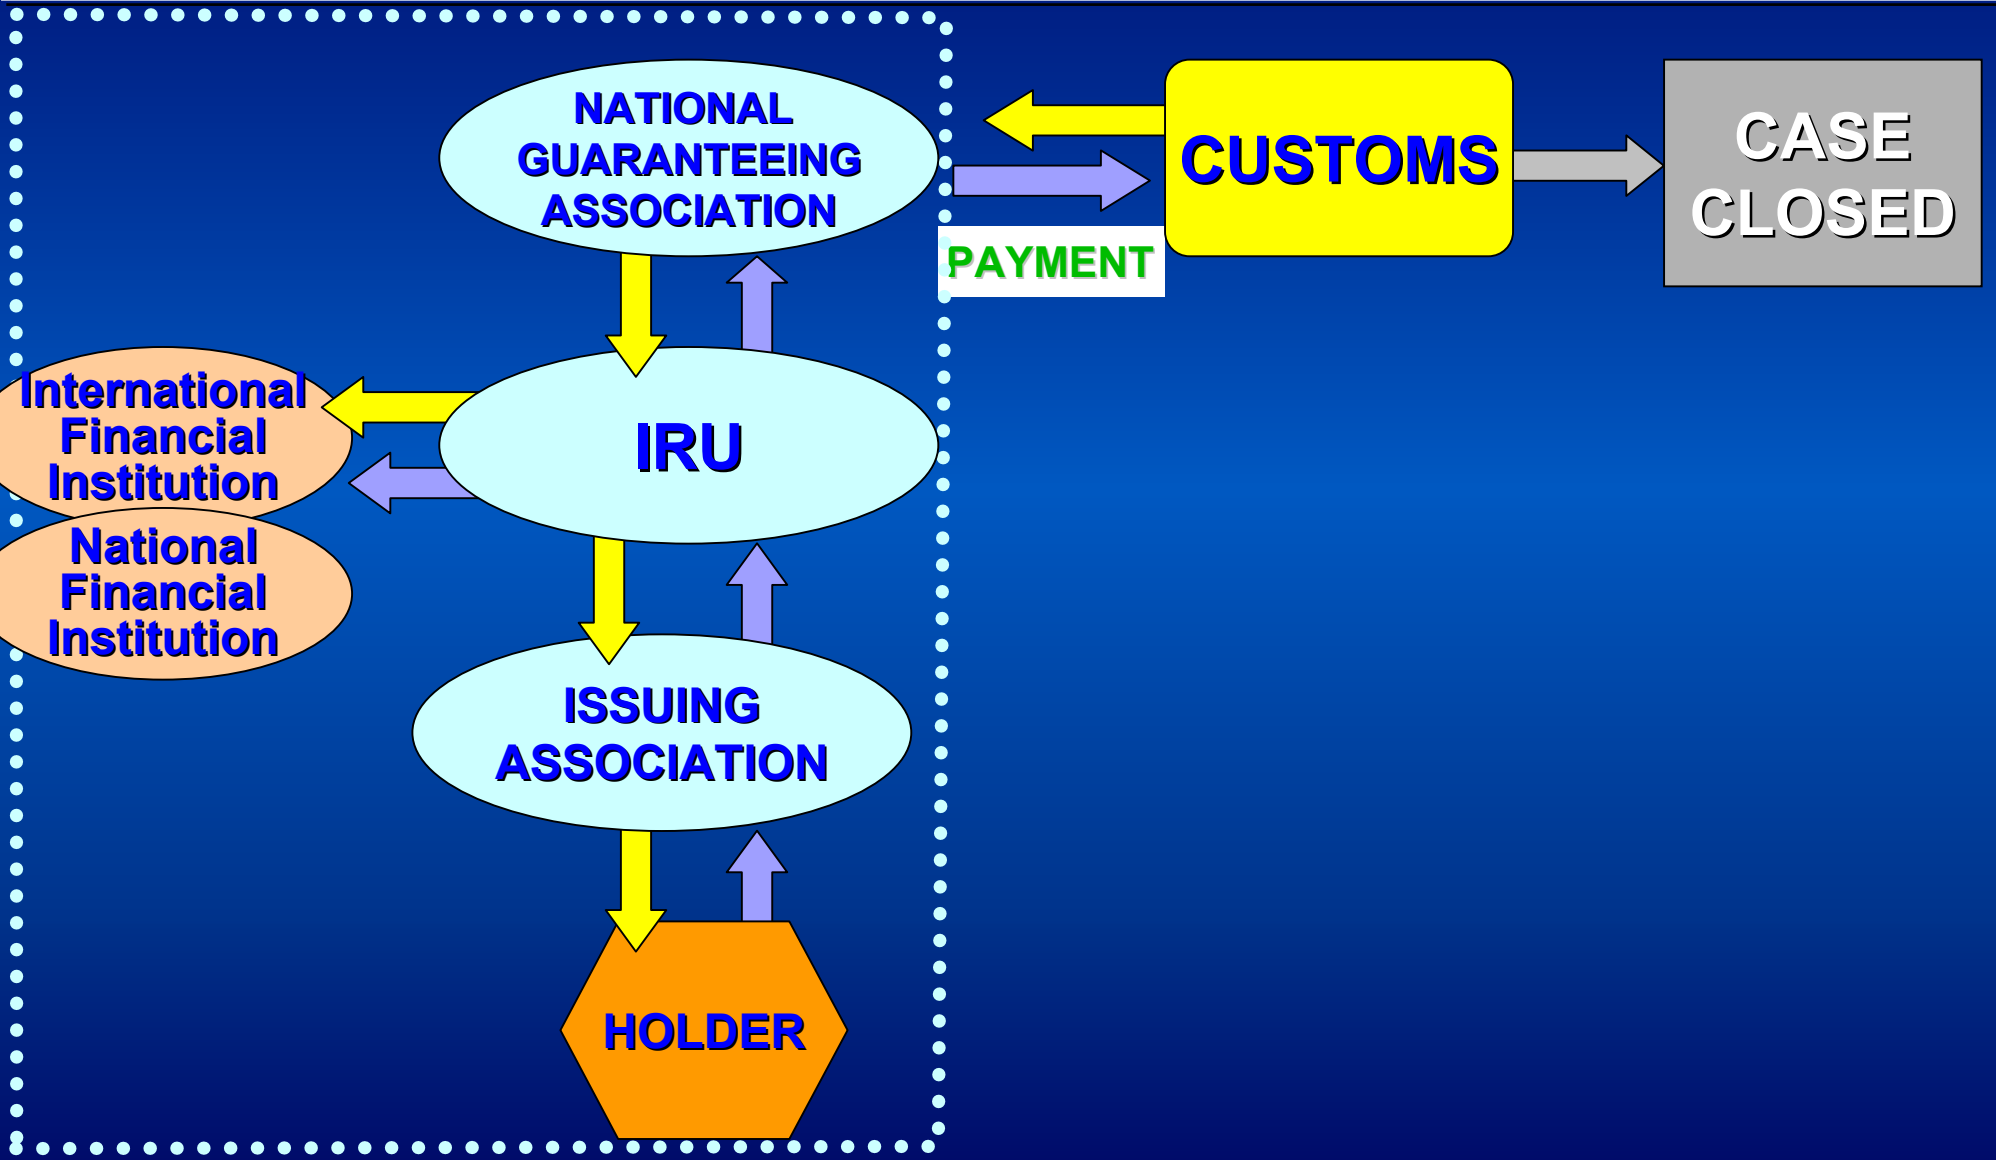 NATIONAL
GUARANTEEING
ASSOCIATION
CUSTOMS
CASE
CLOSED
PAYMENT
International
Financial
Institution
IRU
National
Financial
Institution
ISSUING
ASSOCIATION
HOLDER